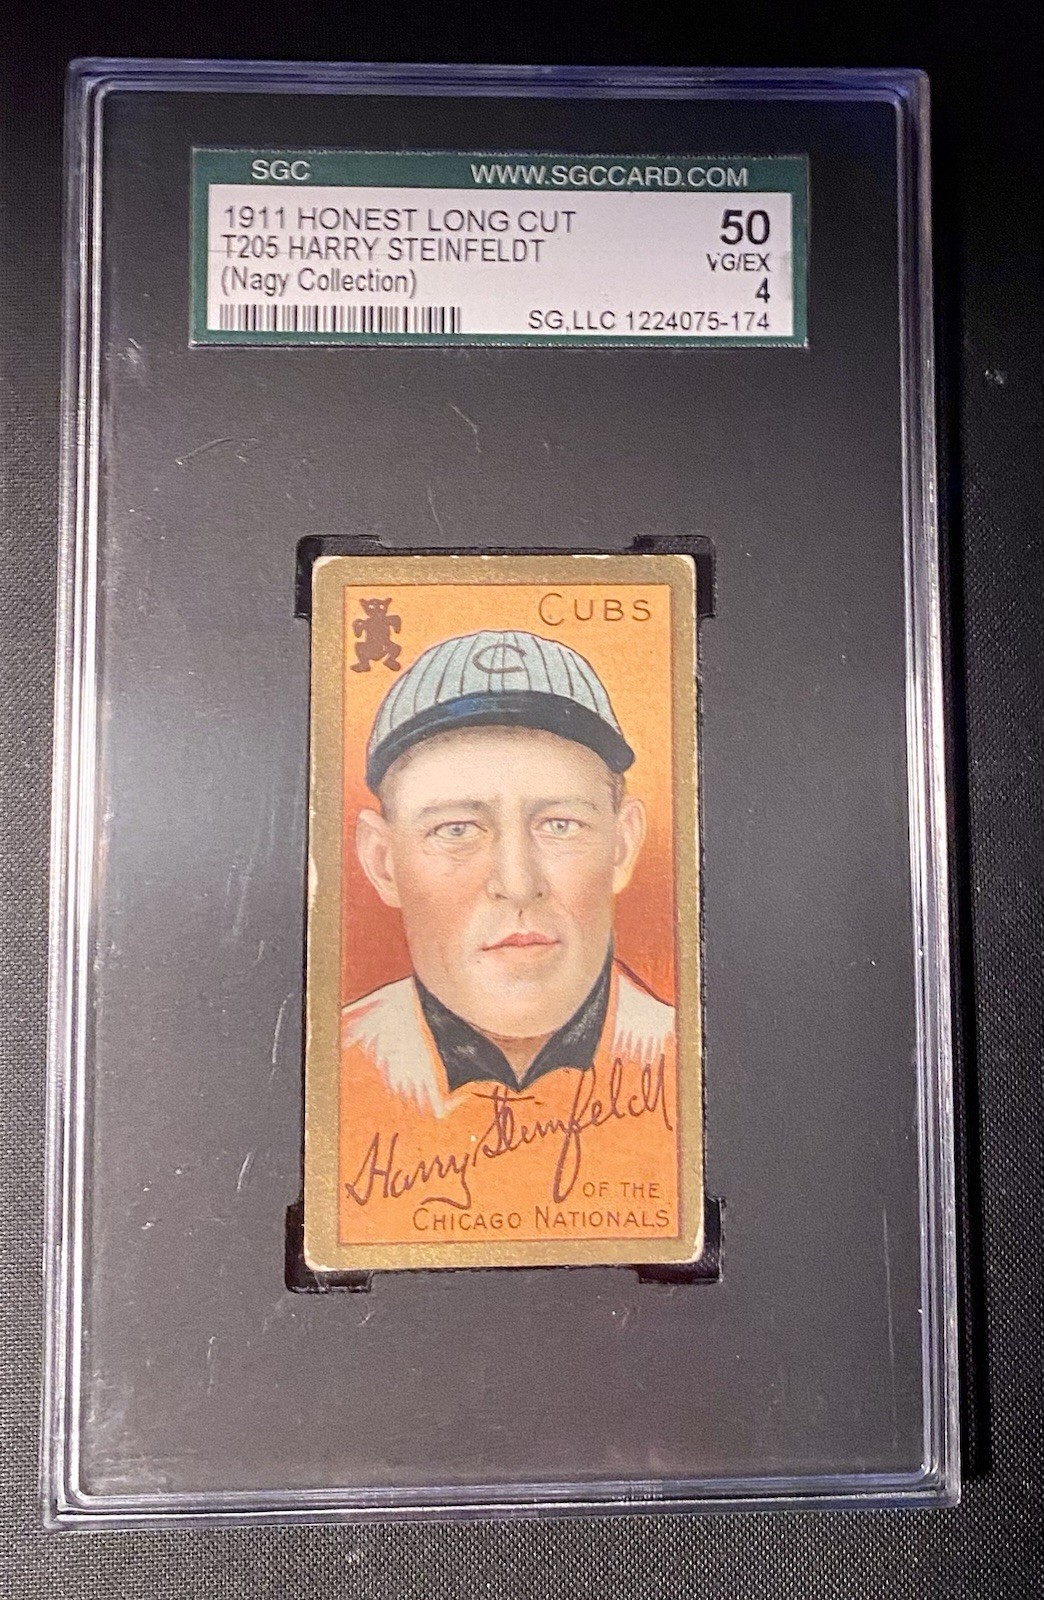 SGC WWW.SGCCARD.COM
1911 HONEST LONG CUT 50
T205 HARRY STEINFELDT VG/EX
(Nagy Collection) 4
SG,LLC 1224075-174
CUBS
C
Harry Steinfeldt
OF THE
CHICAGO NATIONALS